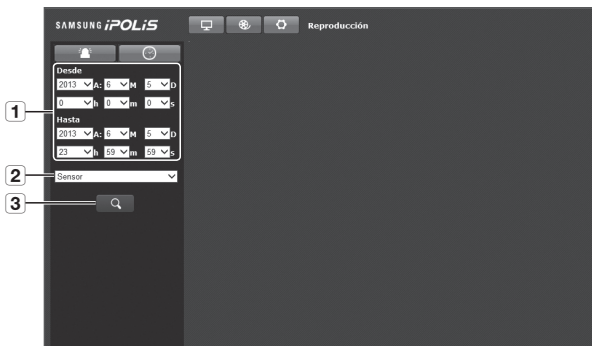 SAMSUNG iPOLiS
Reproducción
Desde
2013 A: 6 M 5 D
0 h 0 m 0 s
1
Hasta
2013 A: 6 M 5 D
23 h 59 m 59 s
2 Sensor
3